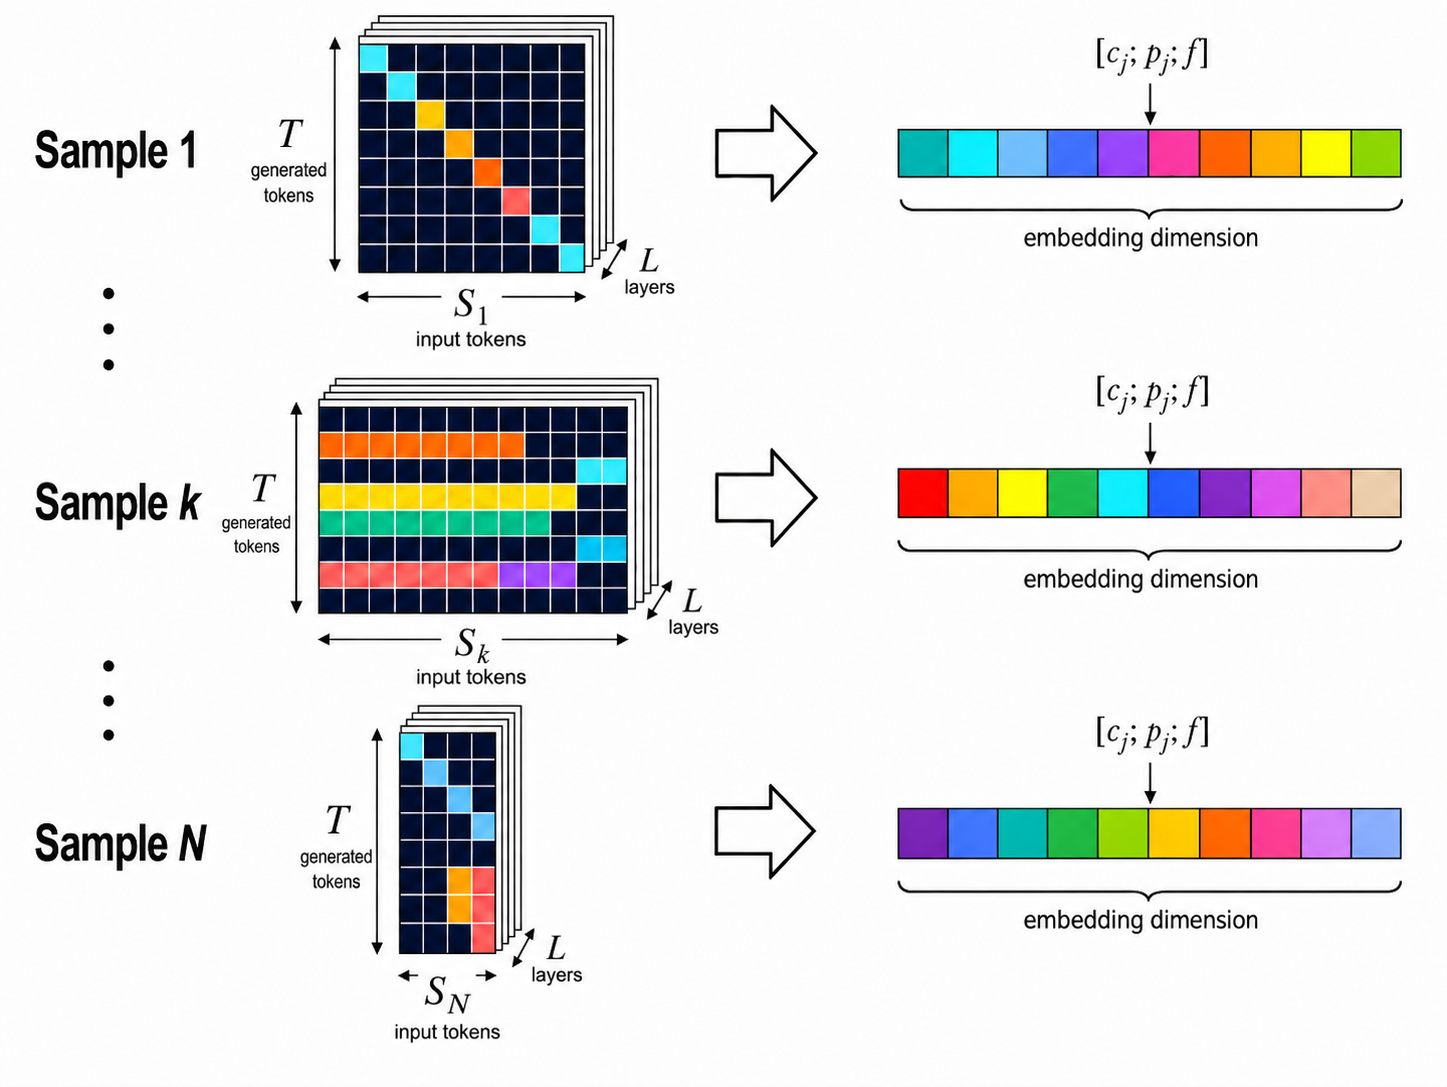 Sample 1
T
generated
tokens
L
layers
S1
input tokens
[cj; pj; f]
embedding dimension
Sample k
T
generated
tokens
L
layers
Sk
input tokens
[cj; pj; f]
embedding dimension
Sample N
T
generated
tokens
L
layers
SN
input tokens
[cj; pj; f]
embedding dimension